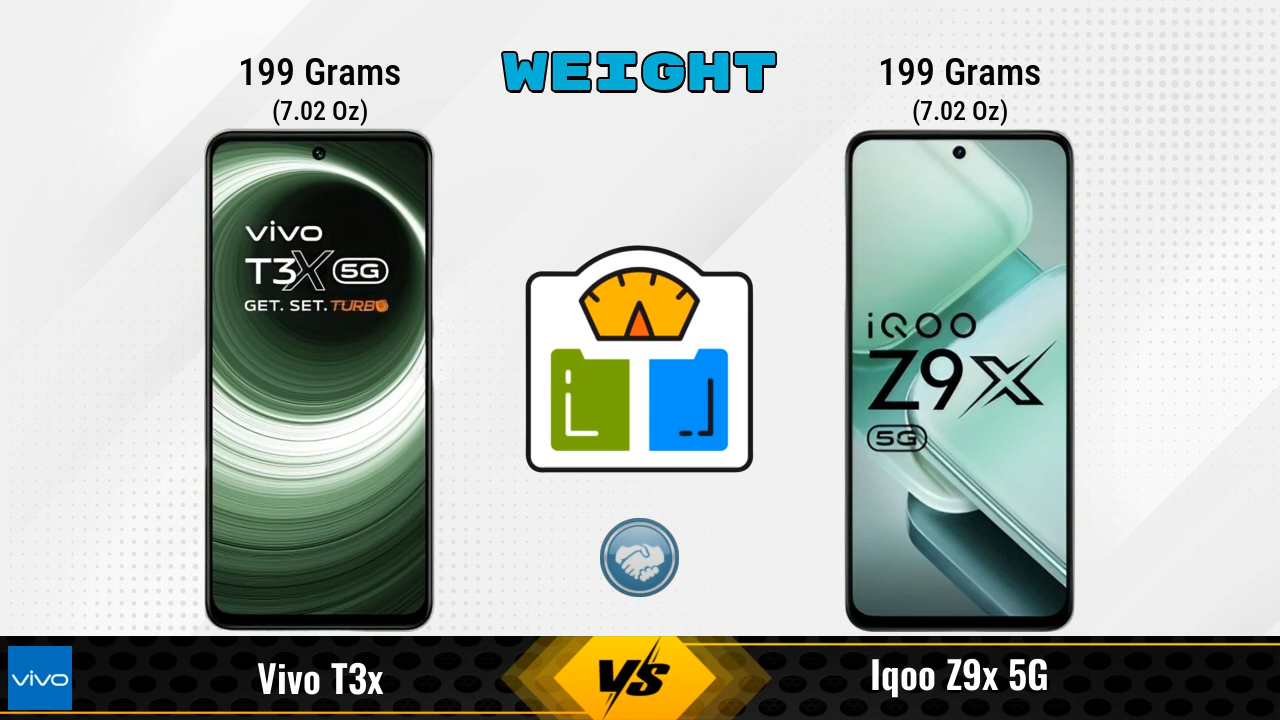 WEIGHT
199 Grams
(7.02 Oz)
199 Grams
(7.02 Oz)
vivo
T3X 5G
GET. SET. TURBO
iQOO
Z9X
5G
vivo
Vivo T3x
VS
Iqoo Z9x 5G